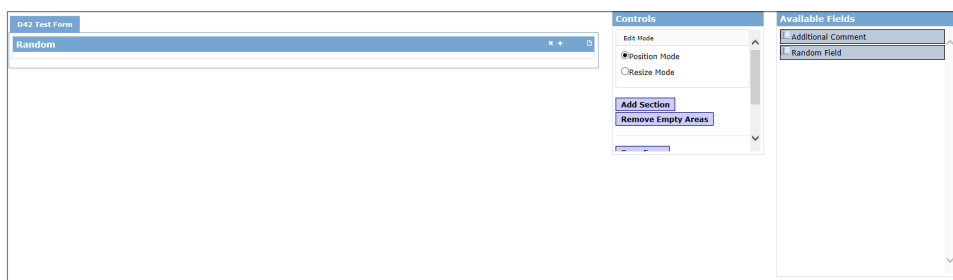 D42 Test Form
Random
Controls
Edit Mode
Position Mode
Resize Mode
Add Section
Remove Empty Areas
Available Fields
Additional Comment
Random Field